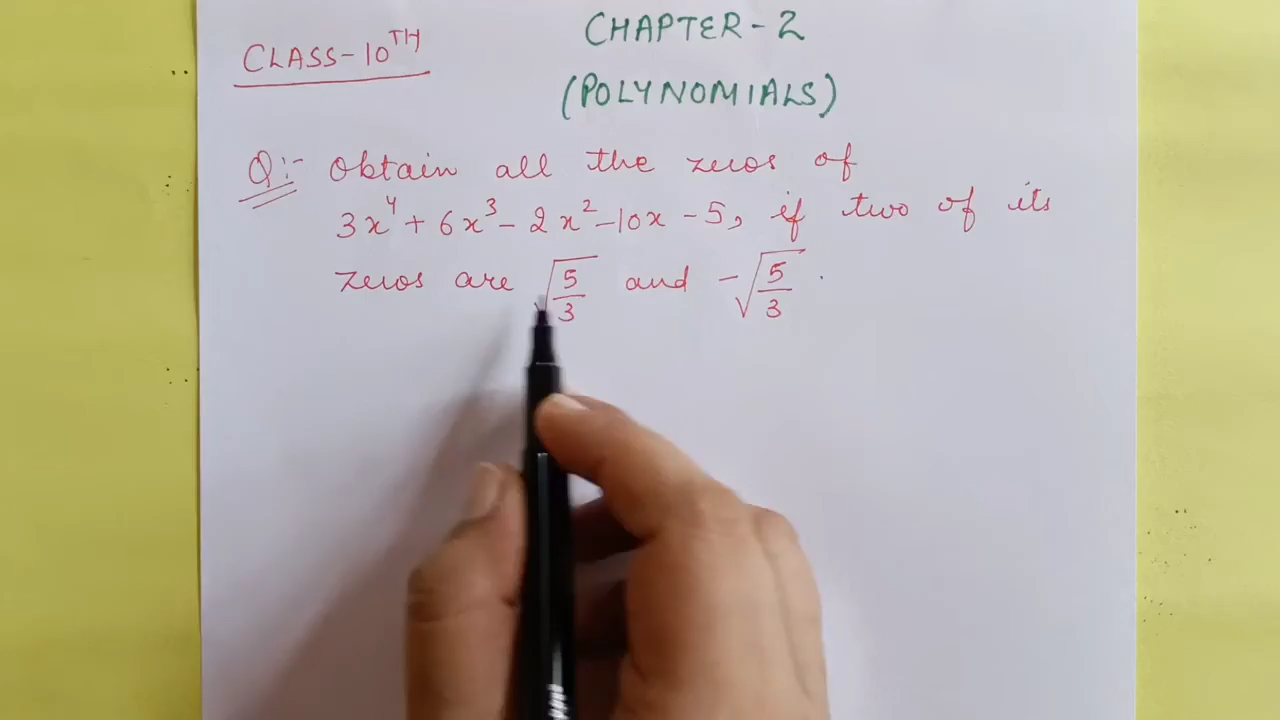 CLASS-10TH
CHAPTER-2
(POLYNOMIALS)
Q:- Obtain all the zeros of
3x⁴ + 6x³ - 2x² - 10x - 5, if two of its
zeros are √5/3 and -√5/3 .